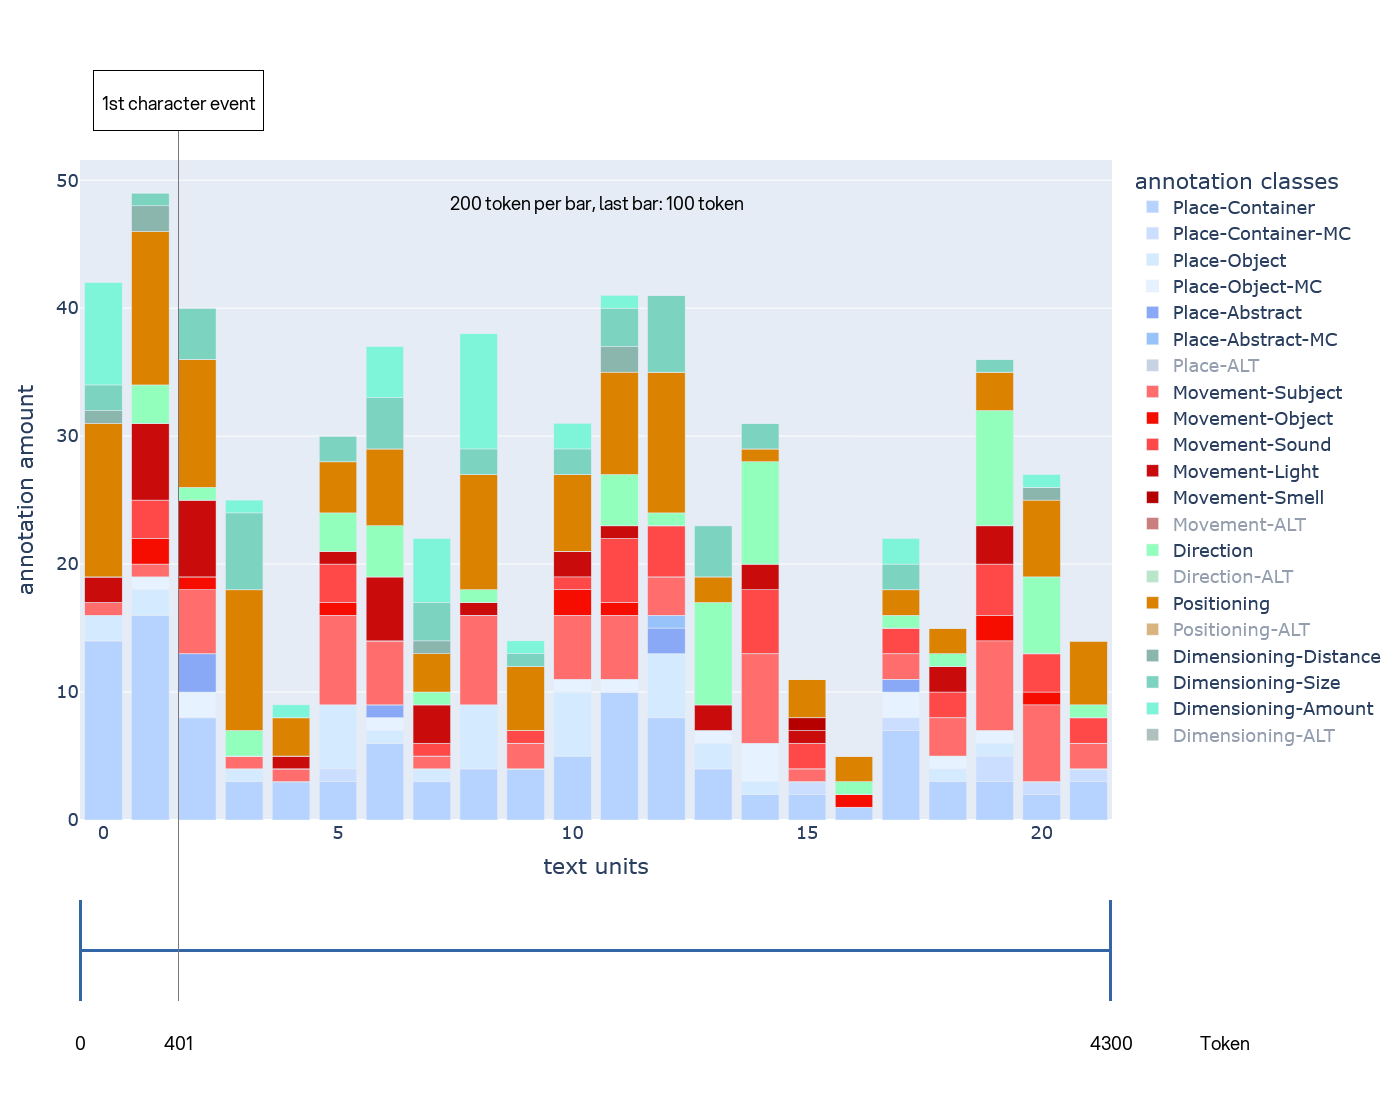 1st character event
200 token per bar, last bar: 100 token
annotation amount
50
40
30
20
10
0
0 5 10 15 20
text units
annotation classes
Place-Container
Place-Container-MC
Place-Object
Place-Object-MC
Place-Abstract
Place-Abstract-MC
Place-ALT
Movement-Subject
Movement-Object
Movement-Sound
Movement-Light
Movement-Smell
Movement-ALT
Direction
Direction-ALT
Positioning
Positioning-ALT
Dimensioning-Distance
Dimensioning-Size
Dimensioning-Amount
Dimensioning-ALT
0 401 4300 Token